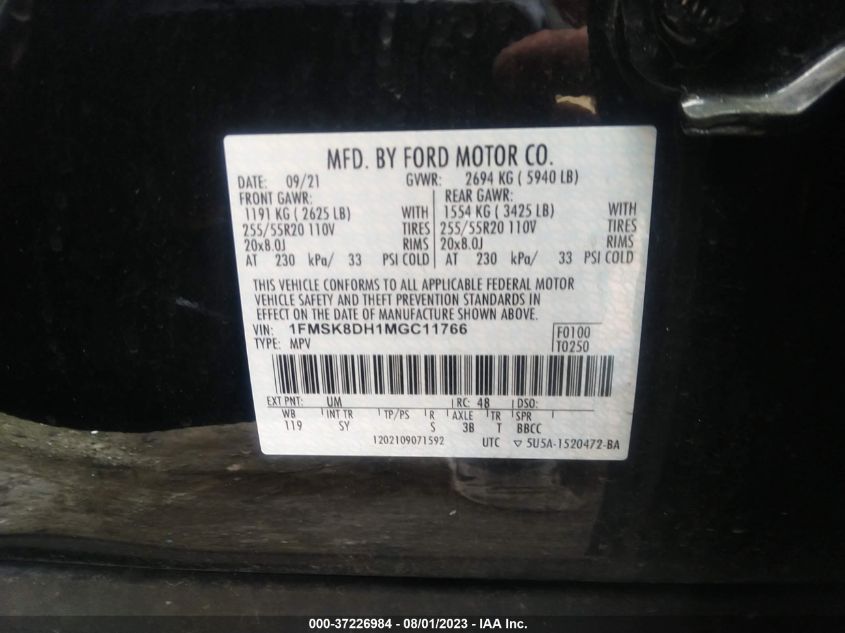 MFD. BY FORD MOTOR CO.
DATE: 09/21 GVWR: 2694 KG ( 5940 LB)
FRONT GAWR: REAR GAWR:
1191 KG ( 2625 LB) WITH 1554 KG ( 3425 LB) WITH
255/55R20 110V TIRES 255/55R20 110V TIRES
20x8.0J RIMS 20x8.0J RIMS
AT 230 kPa/ 33 PSI COLD AT 230 kPa/ 33 PSI COLD
THIS VEHICLE CONFORMS TO ALL APPLICABLE FEDERAL MOTOR
VEHICLE SAFETY AND THEFT PREVENTION STANDARDS IN
EFFECT ON THE DATE OF MANUFACTURE SHOWN ABOVE.
VIN: 1FMSK8DH1MGC11766 F0100
TYPE: MPV T0250
EXT PNT: UM RC: 48 DSO:
WB INT TR TP/PS R AXLE TR SPR
119 SY S 3B T BBCC
1202109071592 UTC ▽ 5U5A-1520472-BA
000-37226984 - 08/01/2023 - IAA Inc.